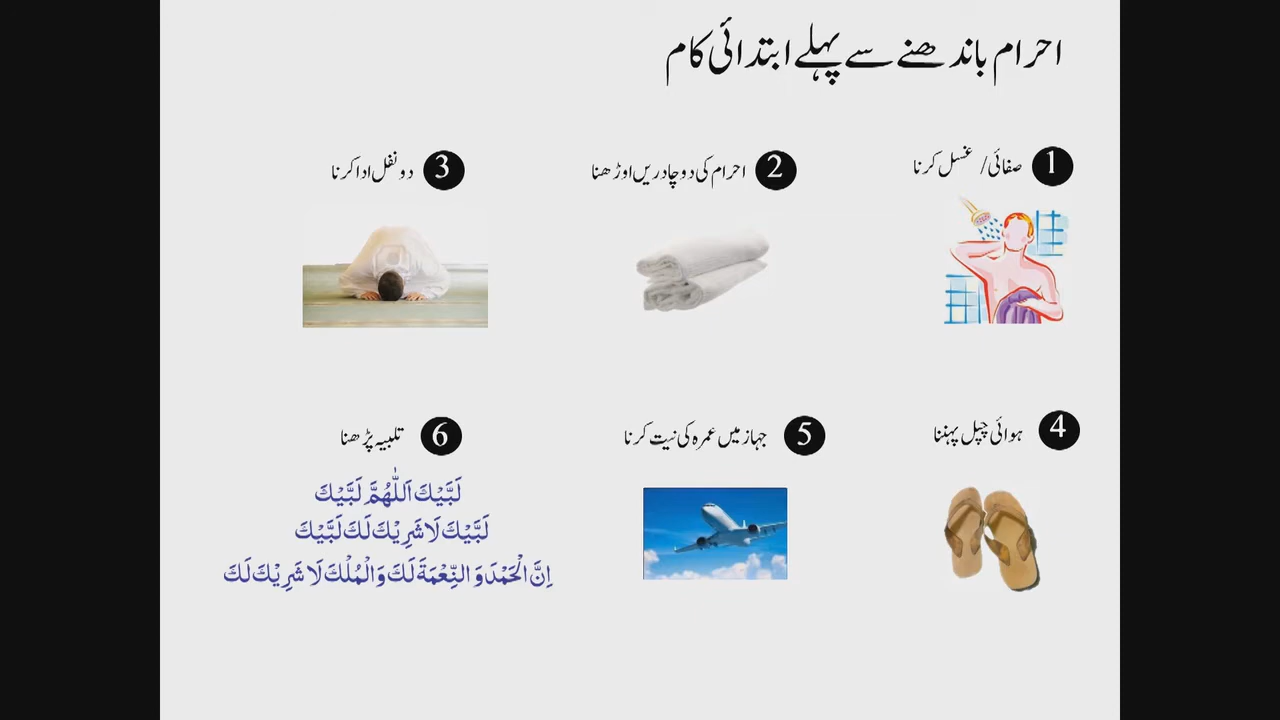 احرام باندھنے سے پہلے ابتدائی کام
1 صفائی / غسل کرنا
2 احرام کی دو چادریں اوڑھنا
3 دو نفل ادا کرنا
4 ہوائی چپل پہننا
5 جہاز میں عمرہ کی نیت کرنا
6 تلبیہ پڑھنا
لَبَّيْكَ اَللّٰهُمَّ لَبَّيْكَ
لَبَّيْكَ لَا شَرِيْكَ لَكَ لَبَّيْكَ
اِنَّ الْحَمْدَ وَ النِّعْمَةَ لَكَ وَ الْمُلْكَ لَا شَرِيْكَ لَكَ